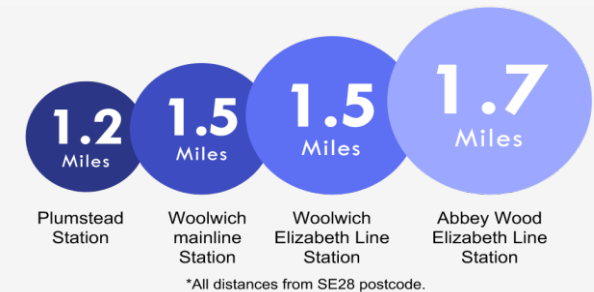 1.2
Miles
1.5
Miles
1.5
Miles
1.7
Miles
Plumstead
Station
Woolwich
mainline
Station
Woolwich
Elizabeth Line
Station
Abbey Wood
Elizabeth Line
Station
*All distances from SE28 postcode.